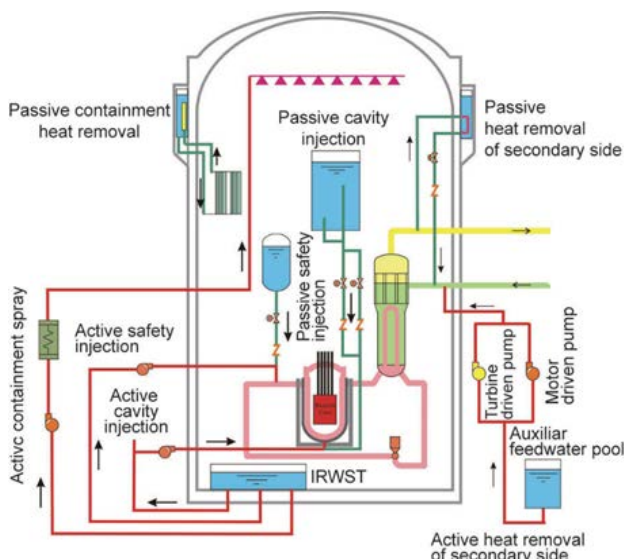 Passive containment
heat removal
Passive cavity
injection
Passive
heat removal
of secondary side
Passive safety
injection
Active safety
injection
Activc containment spray
Active
cavity
injection
IRWST
Turbine
driven pump
Motor
driven pump
Auxiliar
feedwater pool
Active heat removal
of secondary side